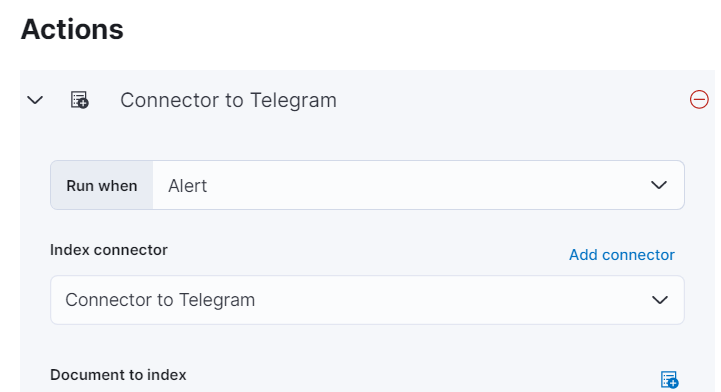 Actions
Connector to Telegram
Run when Alert
Index connector Add connector
Connector to Telegram
Document to index